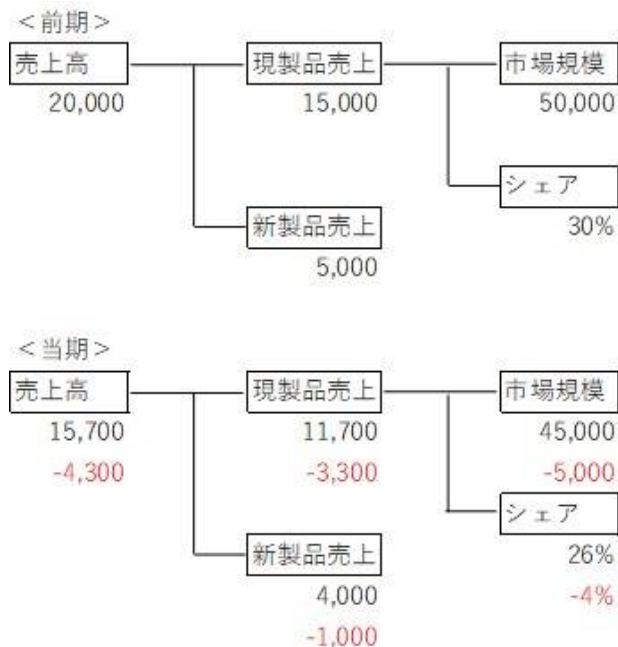 ＜前期＞
売上高 現製品売上 市場規模
20,000 15,000 50,000
シェア
30%
新製品売上
5,000
＜当期＞
売上高 現製品売上 市場規模
15,700 11,700 45,000
-4,300 -3,300 -5,000
シェア
26%
新製品売上
4,000 -4%
-1,000